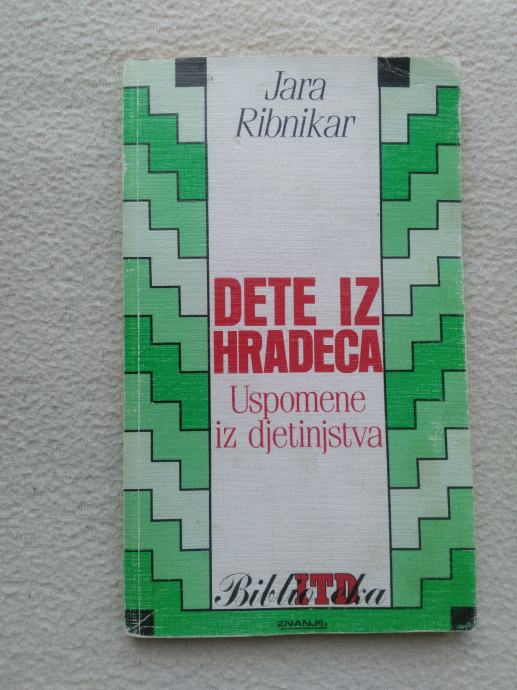 Jara
Ribnikar
DETE IZ
HRADECA
Uspomene
iz djetinjstva
Biblioteka
ITD
ZNANJE